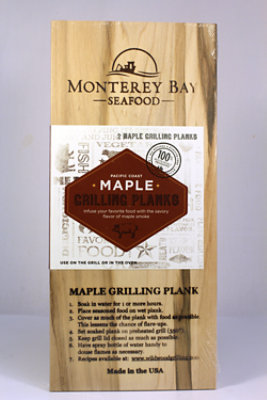 MONTEREY BAY
SEAFOOD
2 MAPLE GRILLING PLANKS
100%
PACIFIC COAST
MAPLE
GRILLING PLANKS
infuse your favorite food with the savory
flavor of maple smoke
USE ON THE GRILL OR IN THE OVEN
MAPLE GRILLING PLANK
1. Soak in water for 1 or more hours.
2. Place seasoned food on wet plank.
3. Cover as much of the plank with food as possible.
This lessens the chance of flare-ups.
4. Set soaked plank on preheated grill (350°).
5. Keep grill lid closed as much as possible.
6. Have spray bottle of water handy to
douse flames as necessary.
7. Recipes available at:
Made in the USA